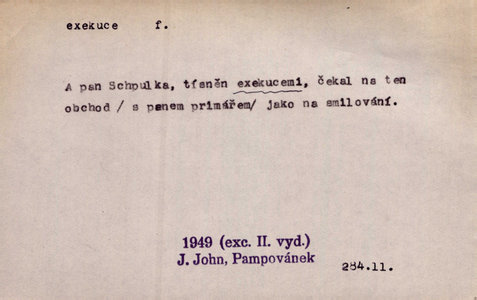 exekuce f.
A pan Schpulka, tísněn exekucemi, čekal na ten
obchod / s panem primářem/ jako na smilování.
1949 (exc. II. vyd.)
J. John, Pampovánek
284.11.